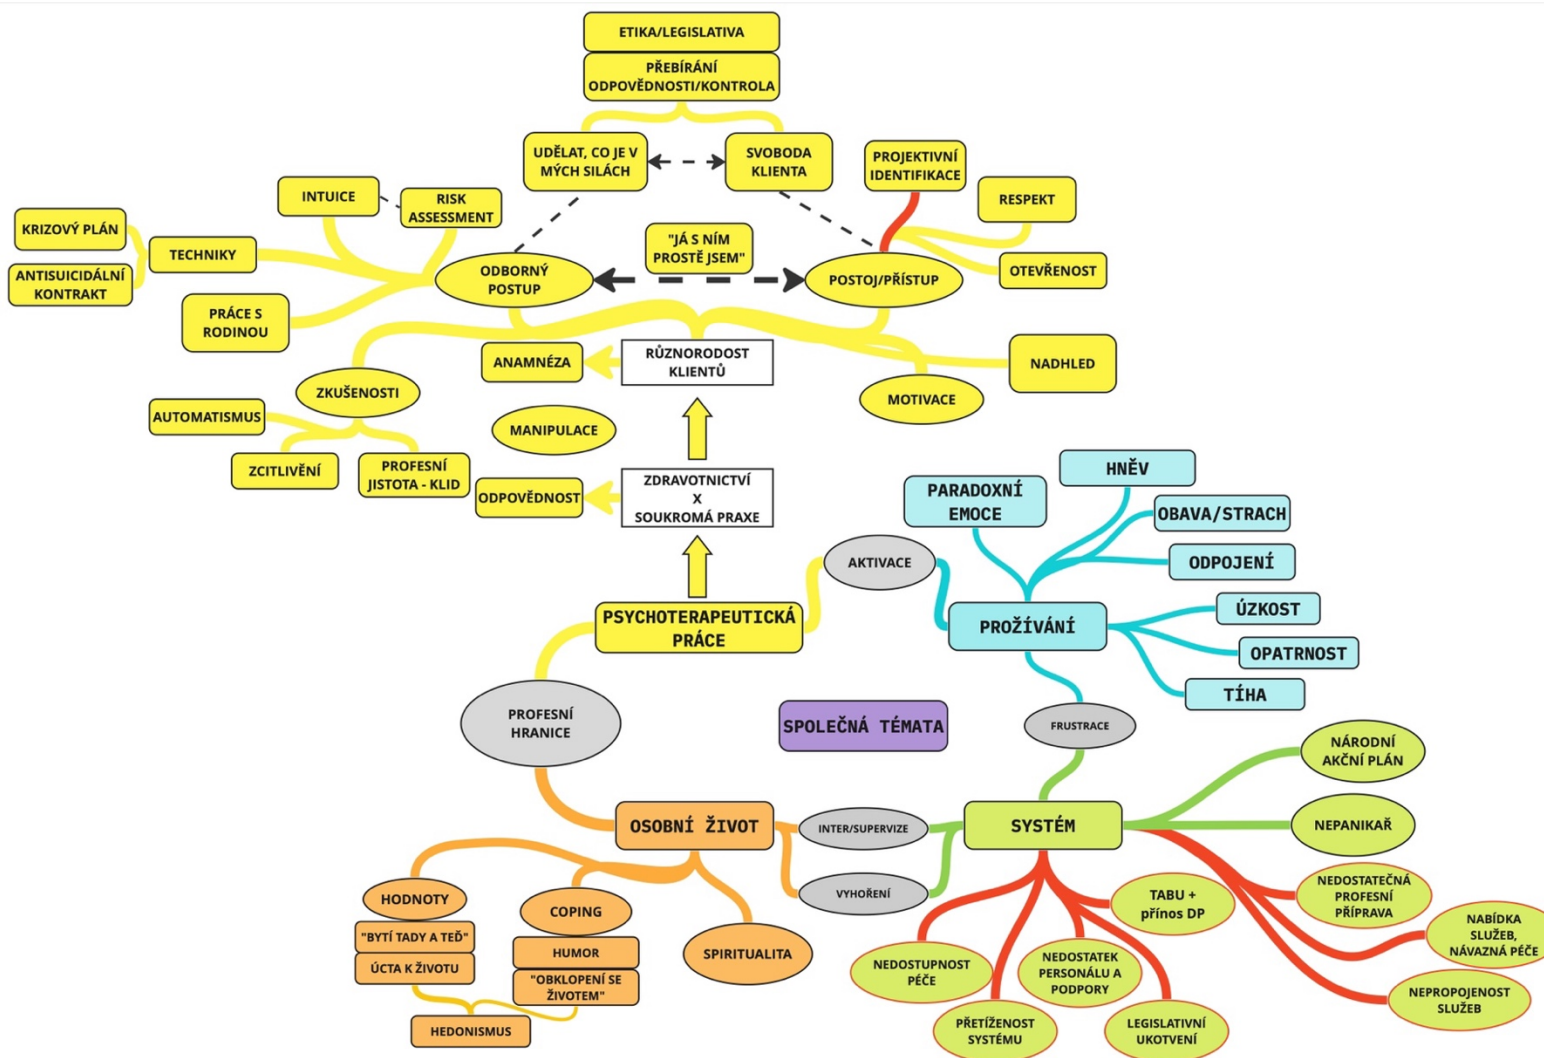 ETIKA/LEGISLATIVA
PŘEBÍRÁNÍ
ODPOVĚDNOSTI/KONTROLA
UDĚLAT, CO JE V
MÝCH SILÁCH
SVOBODA
KLIENTA
PROJEKTIVNÍ
IDENTIFIKACE
RESPEKT
OTEVŘENOST
INTUICE
RISK
ASSESSMENT
KRIZOVÝ PLÁN
TECHNIKY
ANTISUICIDÁLNÍ
KONTRAKT
PRÁCE S
RODINOU
ODBORNÝ
POSTUP
"JÁ S NÍM
PROSTĚ JSEM"
POSTOJ/PŘÍSTUP
ANAMNÉZA
RŮZNORODOST
KLIENTŮ
NADHLED
MOTIVACE
ZKUŠENOSTI
AUTOMATISMUS
ZCITLIVĚNÍ
PROFESNÍ
JISTOTA - KLID
MANIPULACE
ODPOVĚDNOST
ZDRAVOTNICTVÍ
X
SOUKROMÁ PRAXE
PSYCHOTERAPEUTICKÁ
PRÁCE
AKTIVACE
PARADOXNÍ
EMOCE
HNĚV
OBAVA/STRACH
ODPOJENÍ
PROŽÍVÁNÍ
ÚZKOST
OPATRNOST
TÍHA
PROFESNÍ
HRANICE
SPOLEČNÁ TÉMATA
FRUSTRACE
NÁRODNÍ
AKČNÍ PLÁN
NEPANIKAŘ
OSOBNÍ ŽIVOT
INTER/SUPERVIZE
SYSTÉM
VYHOŘENÍ
HODNOTY
"BYTÍ TADY A TEĎ"
ÚCTA K ŽIVOTU
COPING
HUMOR
"OBKLOPENÍ SE
ŽIVOTEM"
HEDONISMUS
SPIRITUALITA
TABU +
přínos DP
NEDOSTATEČNÁ
PROFESNÍ
PŘÍPRAVA
NABÍDKA
SLUŽEB,
NÁVAZNÁ PÉČE
NEDOSTUPNOST
PÉČE
NEDOSTATEK
PERSONÁLU A
PODPORY
NEPROPOJENOST
SLUŽEB
PŘETÍŽENOST
SYSTÉMU
LEGISLATIVNÍ
UKOTVENÍ